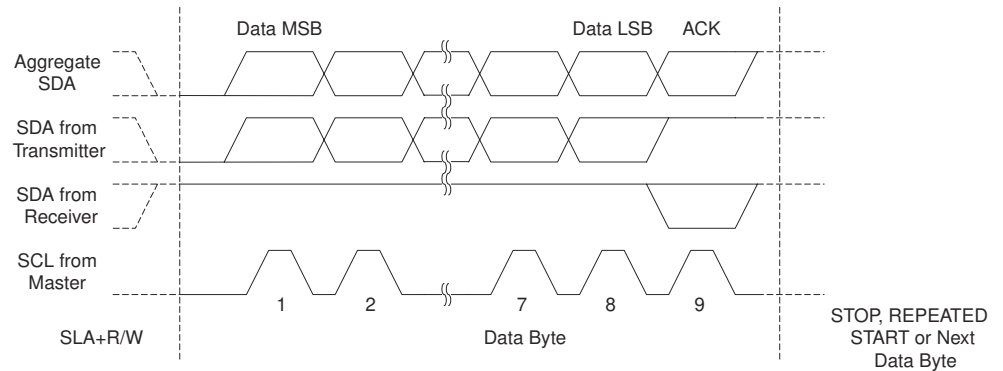 Data MSB
Data LSB
ACK
Aggregate
SDA
SDA from
Transmitter
SDA from
Receiver
SCL from
Master
1
2
7
8
9
SLA+R/W
Data Byte
STOP, REPEATED
START or Next
Data Byte